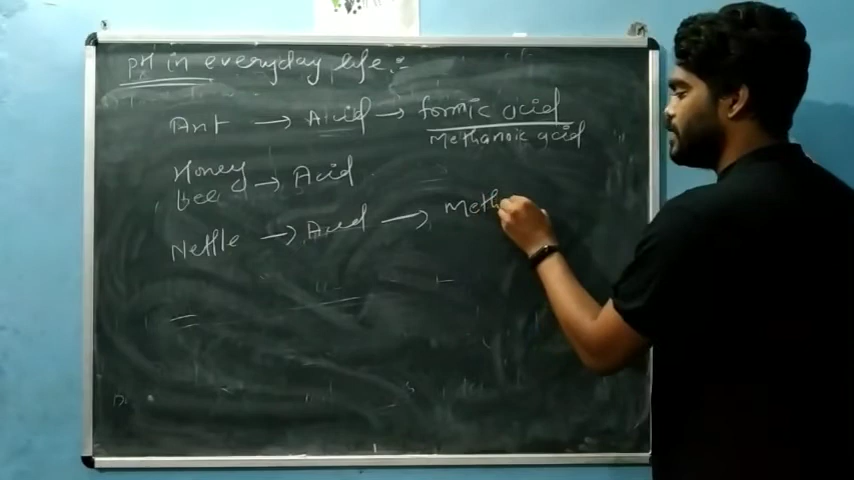 pH in everyday life :-
Ant → Acid → formic acid
Methanoic acid
Honey bee → Acid
Nettle → Acid → Meth